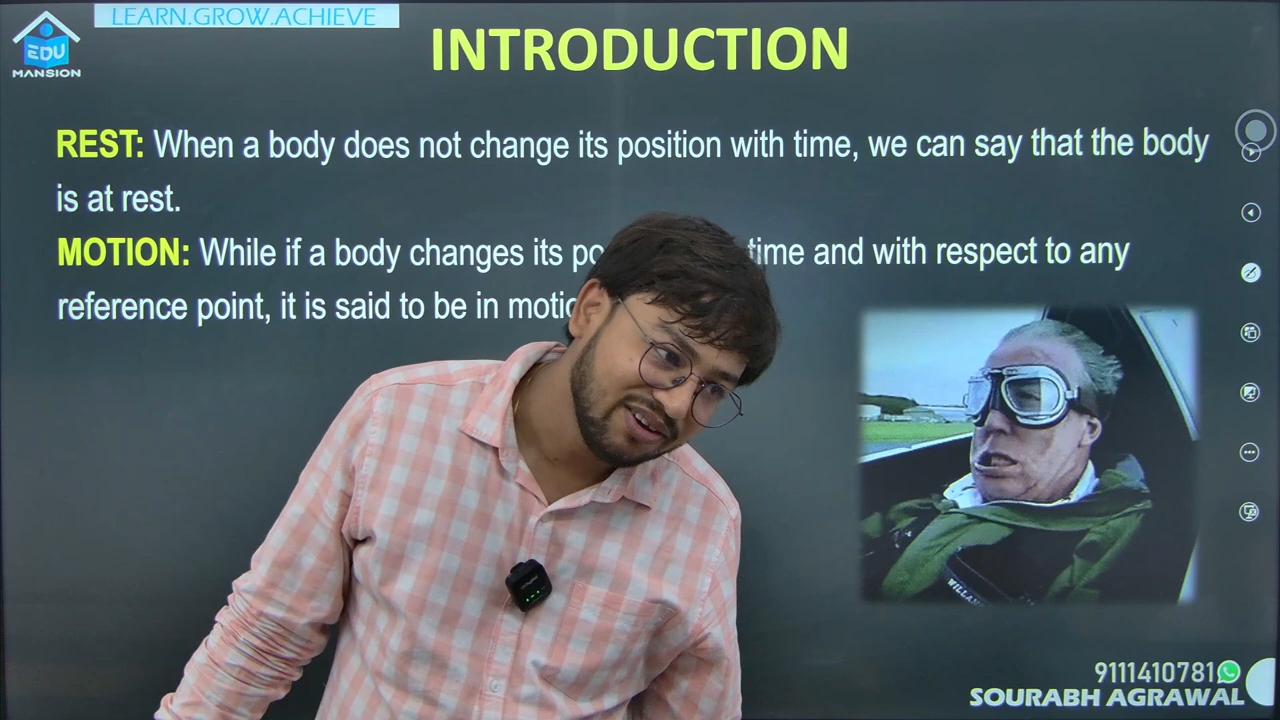 LEARN.GROW.ACHIEVE
EDU
MANSION
INTRODUCTION
REST: When a body does not change its position with time, we can say that the body
is at rest.
MOTION: While if a body changes its time and with respect to any
reference point, it is said to be in
9111410781
SOURABH AGRAWAL